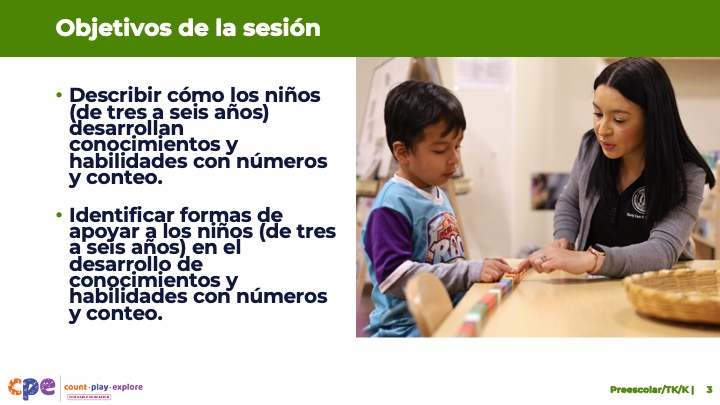 Objetivos de la sesión
• Describir cómo los niños
(de tres a seis años)
desarrollan
conocimientos y
habilidades con números
y conteo.
• Identificar formas de
apoyar a los niños (de tres
a seis años) en el
desarrollo de
conocimientos y
habilidades con números
y conteo.
cpe
count·play·explore
Preescolar/TK/K | 3